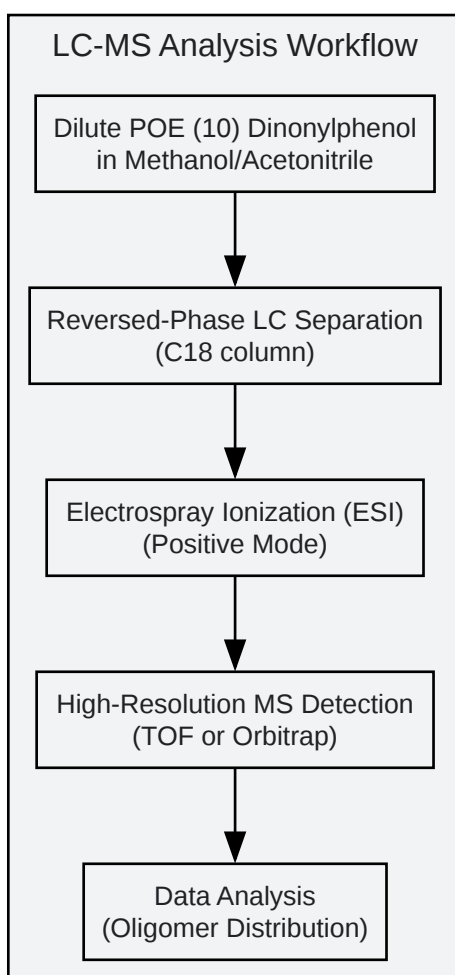 LC-MS Analysis Workflow
Dilute POE (10) Dinonylphenol
in Methanol/Acetonitrile
Reversed-Phase LC Separation
(C18 column)
Electrospray Ionization (ESI)
(Positive Mode)
High-Resolution MS Detection
(TOF or Orbitrap)
Data Analysis
(Oligomer Distribution)